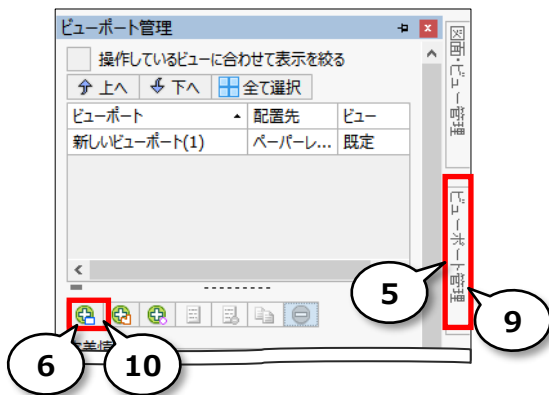 ビューポート管理
操作しているビューに合わせて表示を絞る
上へ 下へ 全て選択
ビューポート 配置先 ビュー
新しいビューポート(1) ペーパーレ... 既定
図面・ビュー管理
ビューポート管理
5
9
6
10